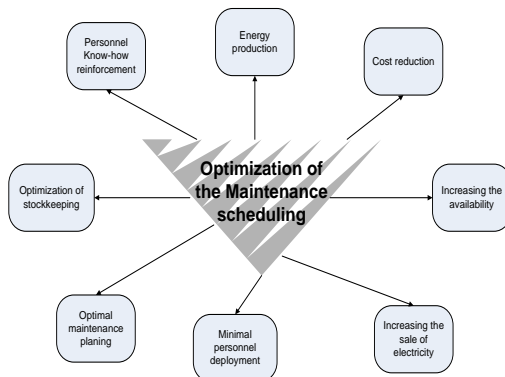 Personnel
Know-how
reinforcement
Energy
production
Cost reduction
Optimization of
stockkeeping
Optimization of
the Maintenance
scheduling
Increasing the
availability
Optimal
maintenance
planing
Minimal
personnel
deployment
Increasing the
sale of
electricity